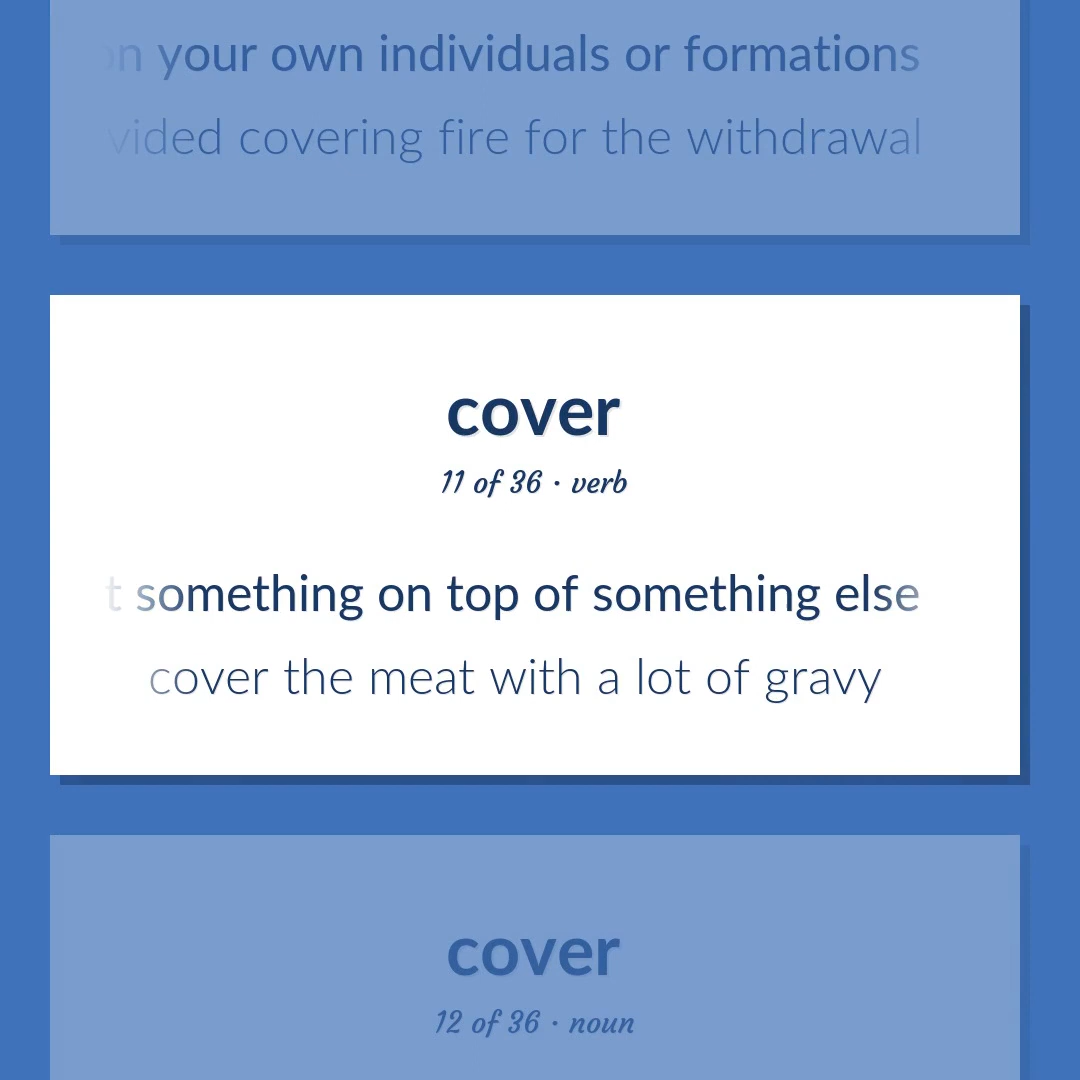 your own individuals or formations
covering fire for the withdrawal
cover
11 of 36 · verb
something on top of something else
cover the meat with a lot of gravy
cover
12 of 36 · noun